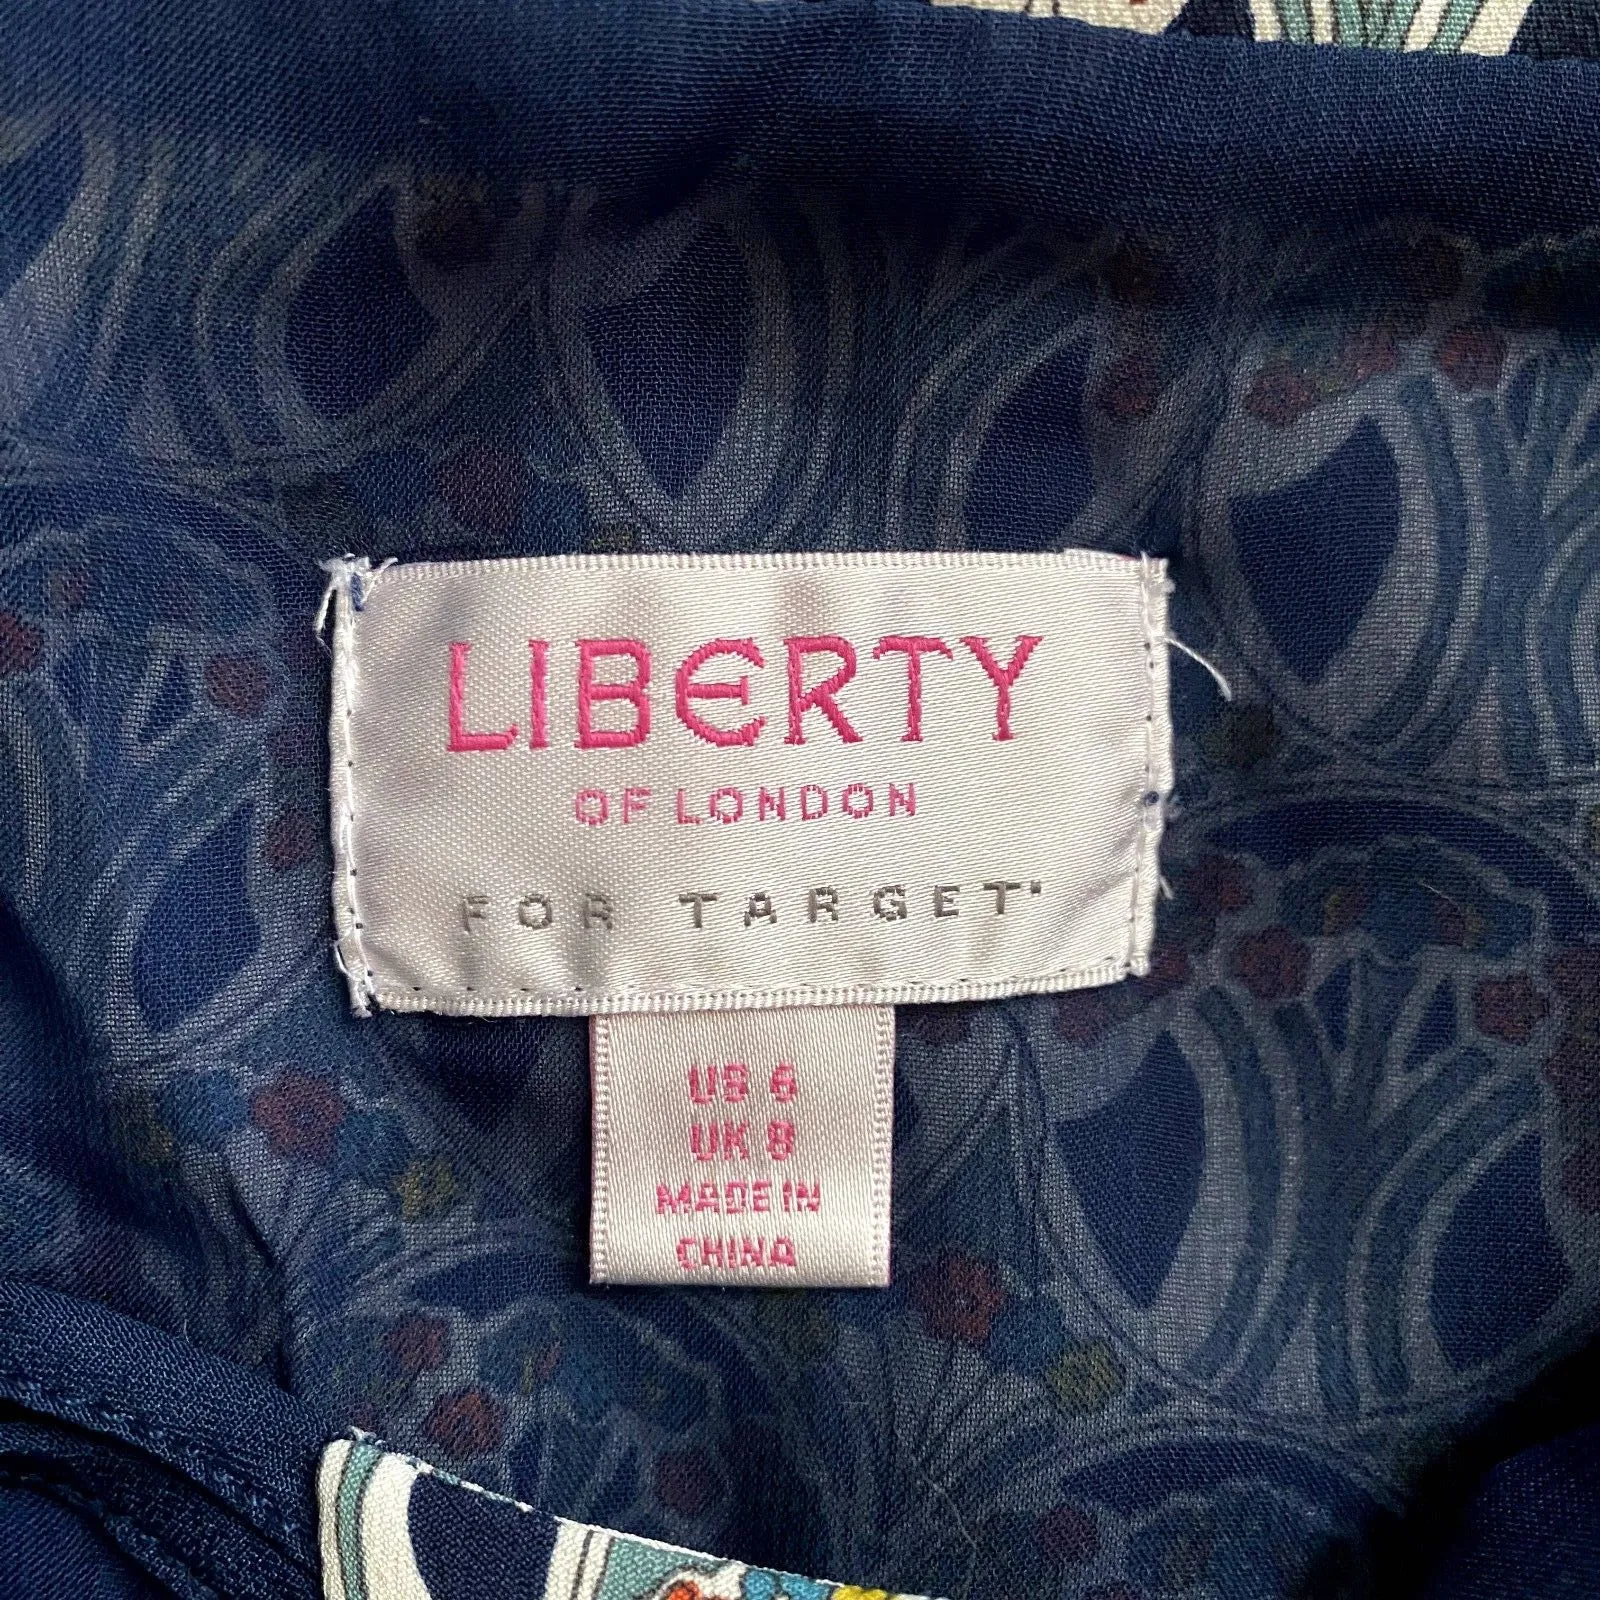 LIBERTY
OF LONDON
FOR TARGET
US 6
UK 8
MADE IN
CHINA